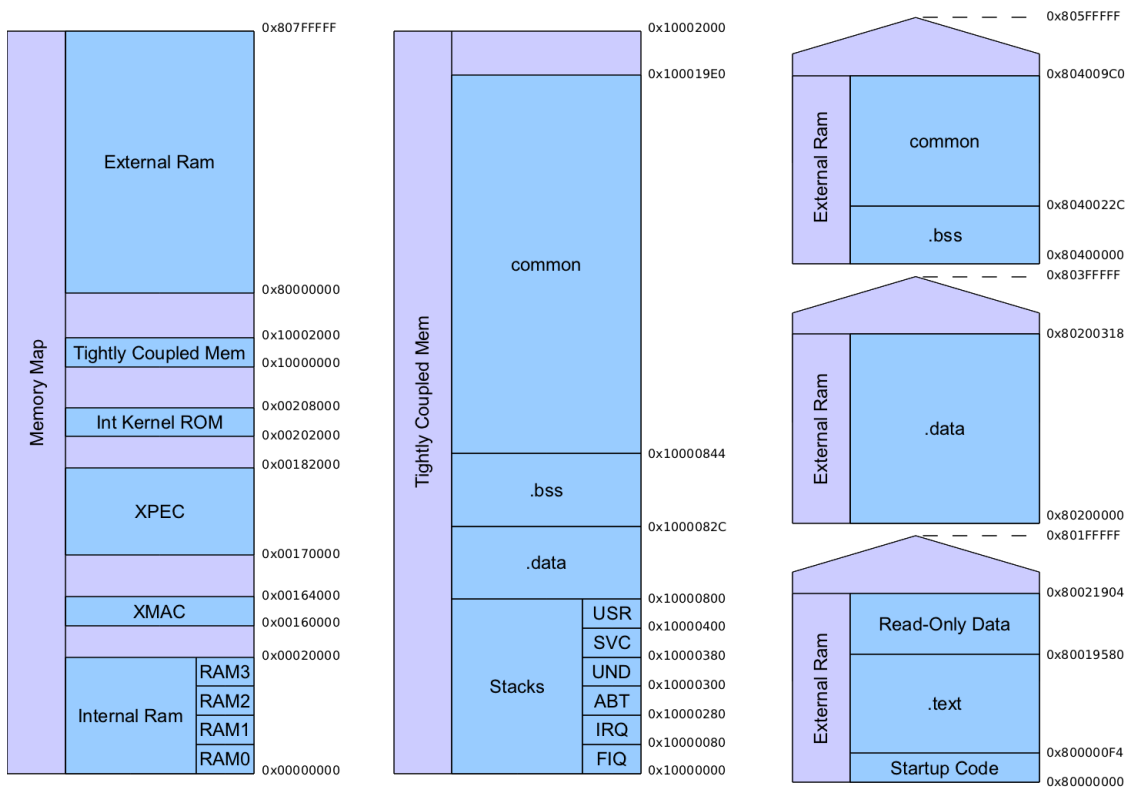 Memory Map
0x807FFFFF
External Ram
0x80000000
0x10002000
Tightly Coupled Mem
0x10000000
0x00208000
Int Kernel ROM
0x00202000
0x00182000
XPEC
0x00170000
0x00164000
XMAC
0x00160000
0x00020000
Internal Ram
RAM3
RAM2
RAM1
RAM0
0x00000000
Tightly Coupled Mem
0x10002000
0x100019E0
common
0x10000844
.bss
0x1000082C
.data
0x10000800
Stacks
USR
0x10000400
SVC
0x10000380
UND
0x10000300
ABT
0x10000280
IRQ
0x10000080
FIQ
0x10000000
0x805FFFFF
0x804009C0
External Ram
common
0x8040022C
.bss
0x80400000
0x803FFFFF
0x80200318
External Ram
.data
0x80200000
0x801FFFFF
0x80021904
External Ram
Read-Only Data
0x80019580
.text
0x800000F4
Startup Code
0x80000000